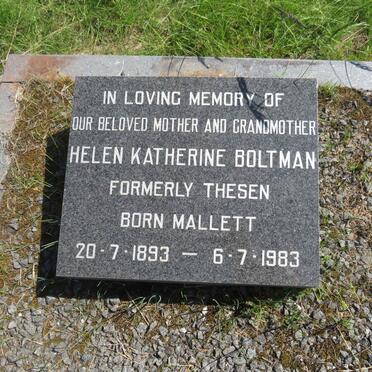 IN LOVING MEMORY OF
OUR BELOVED MOTHER AND GRANDMOTHER
HELEN KATHERINE BOLTMAN
FORMERLY THESEN
BORN MALLETT
20-7-1893 — 6-7-1983